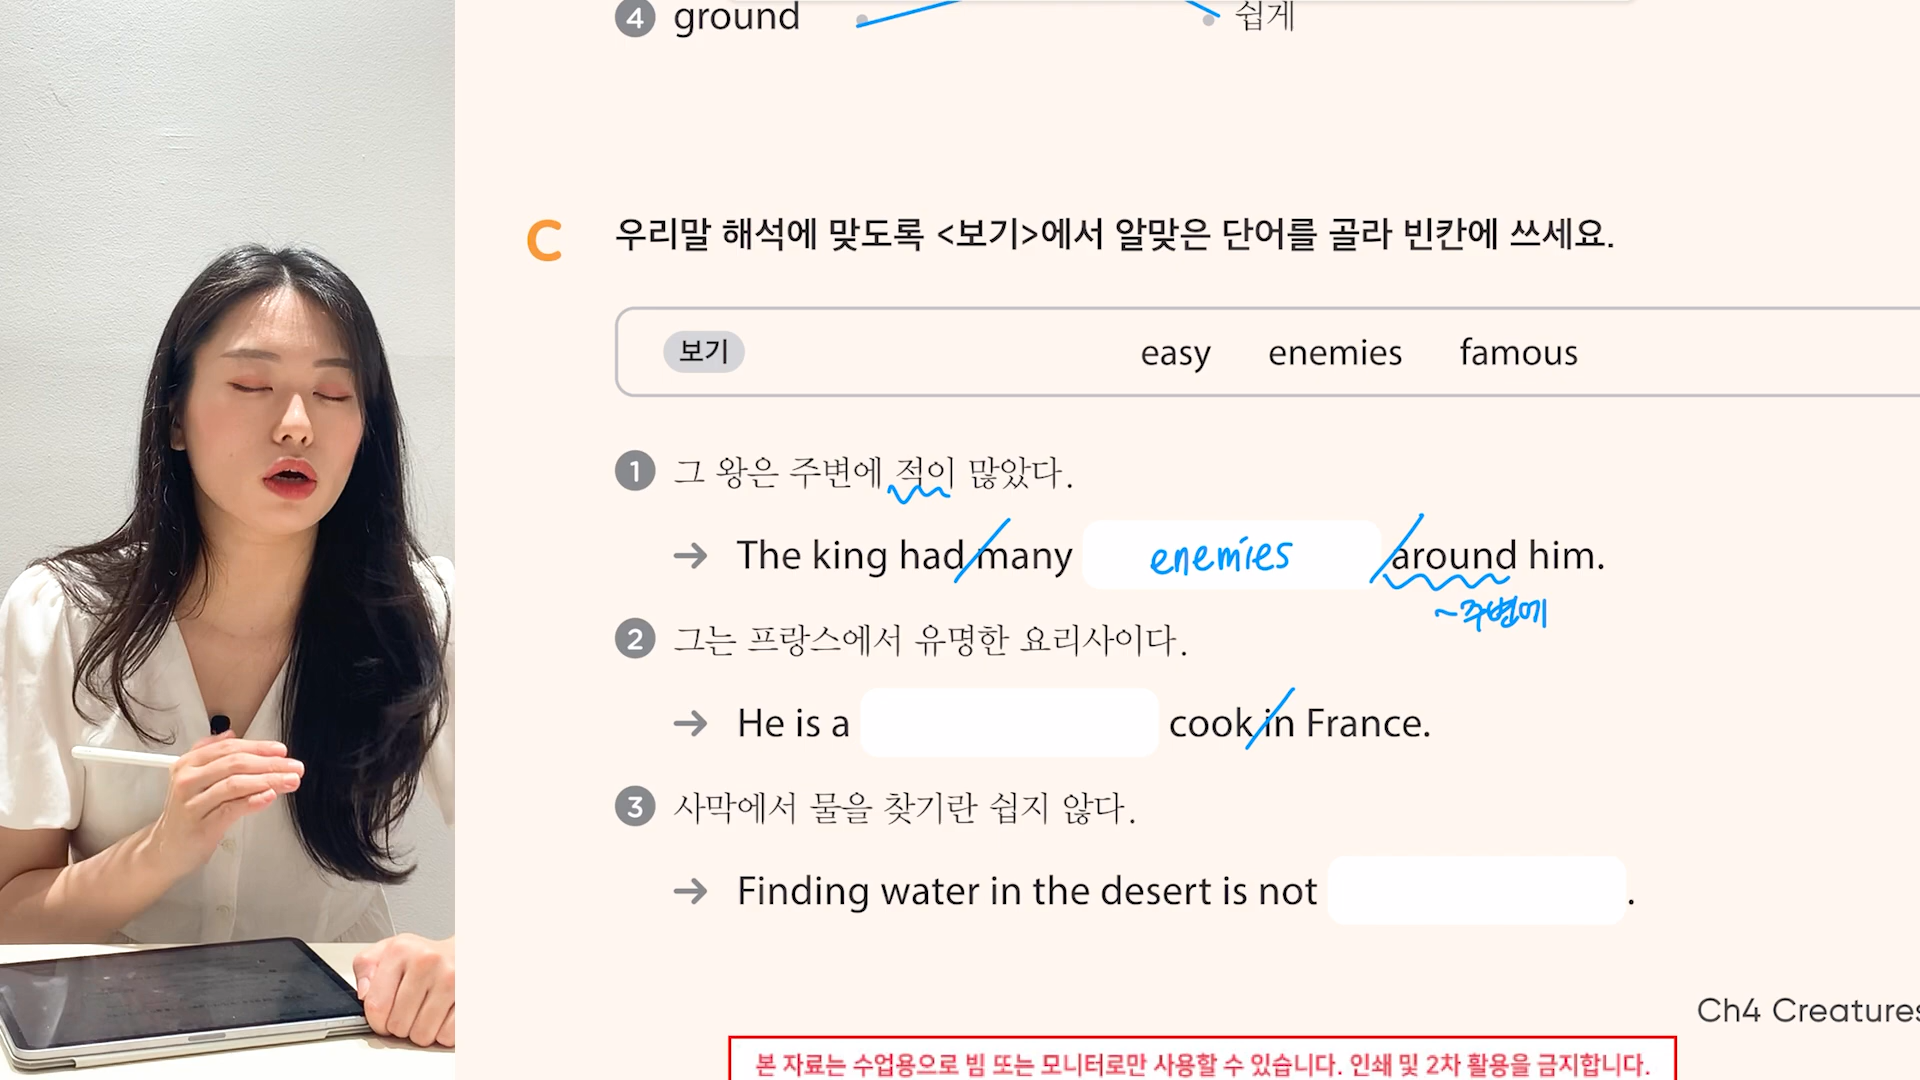 4 ground 쉽게
C 우리말 해석에 맞도록 <보기>에서 알맞은 단어를 골라 빈칸에 쓰세요.
보기 easy enemies famous
1 그 왕은 주변에 적이 많았다.
→ The king had many enemies around him.
~주변에
2 그는 프랑스에서 유명한 요리사이다.
→ He is a cook in France.
3 사막에서 물을 찾기란 쉽지 않다.
→ Finding water in the desert is not .
Ch4 Creatures
본 자료는 수업용으로 빔 또는 모니터로만 사용할 수 있습니다. 인쇄 및 2차 활용을 금지합니다.